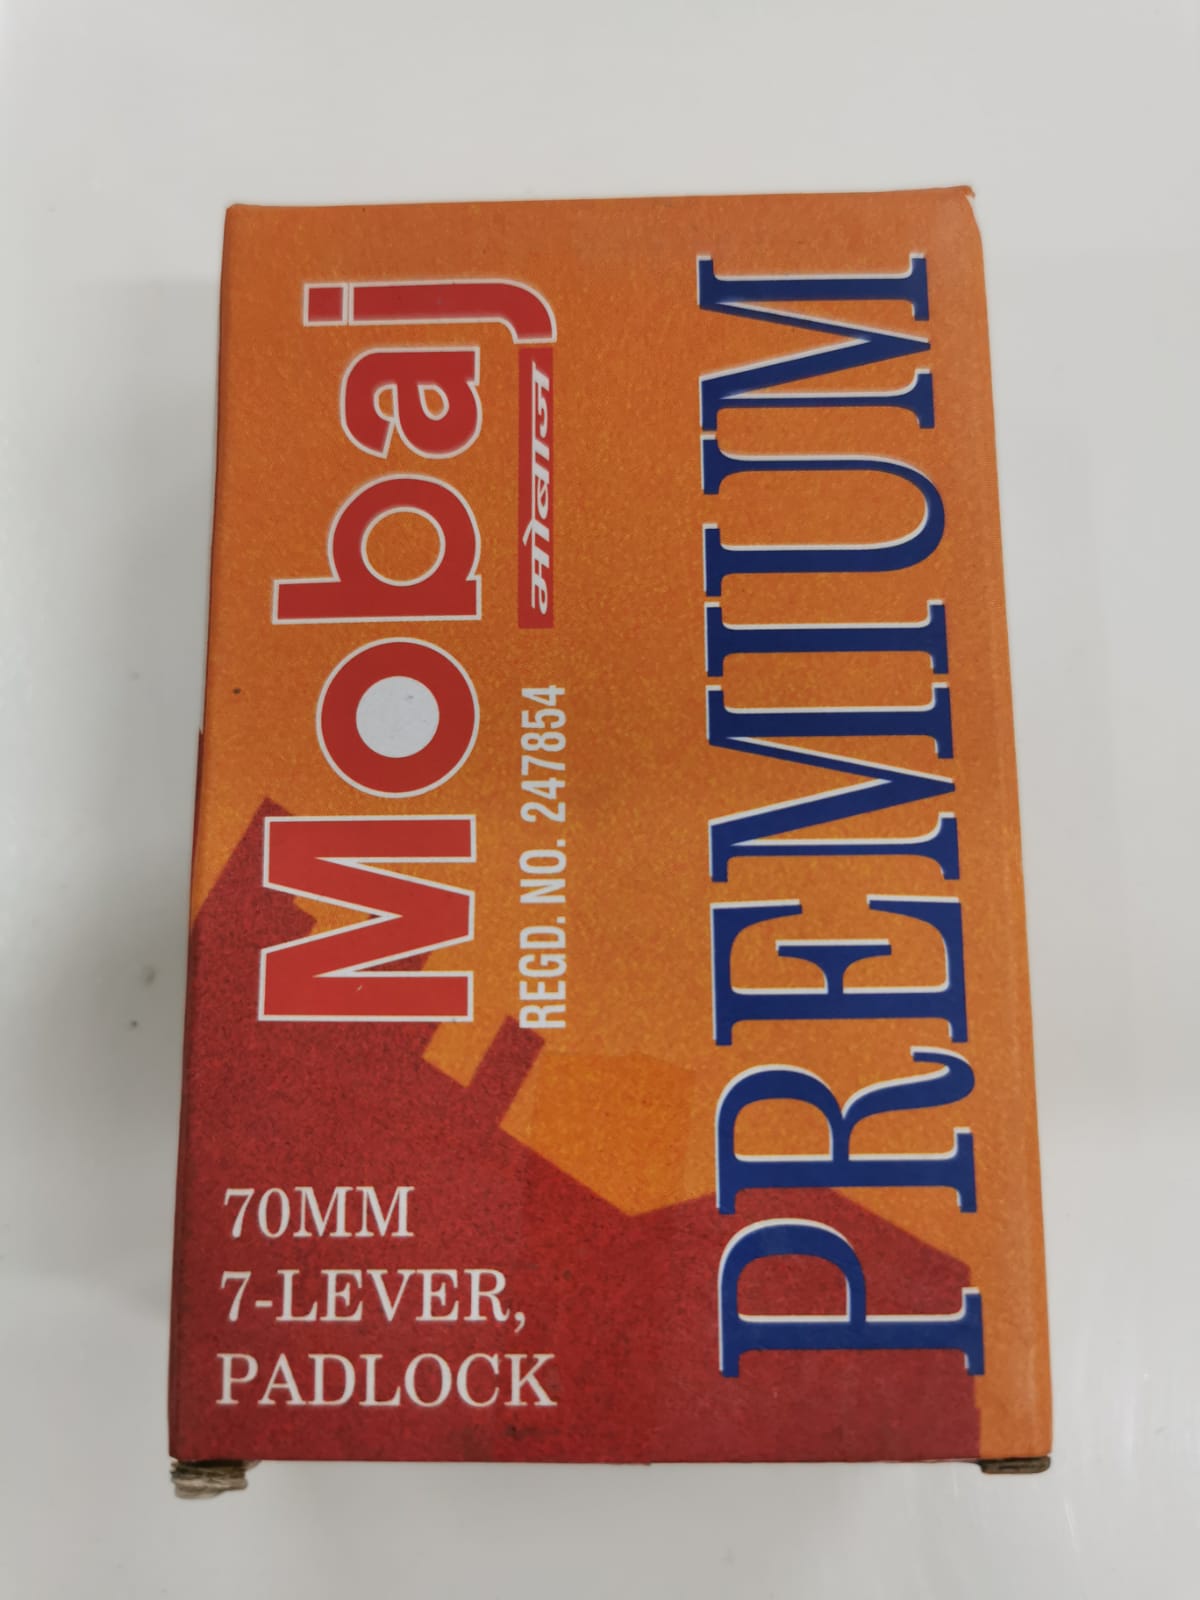 Mobaj
मोबाज
REGD. NO. 247854
PREMIUM
70MM
7-LEVER,
PADLOCK